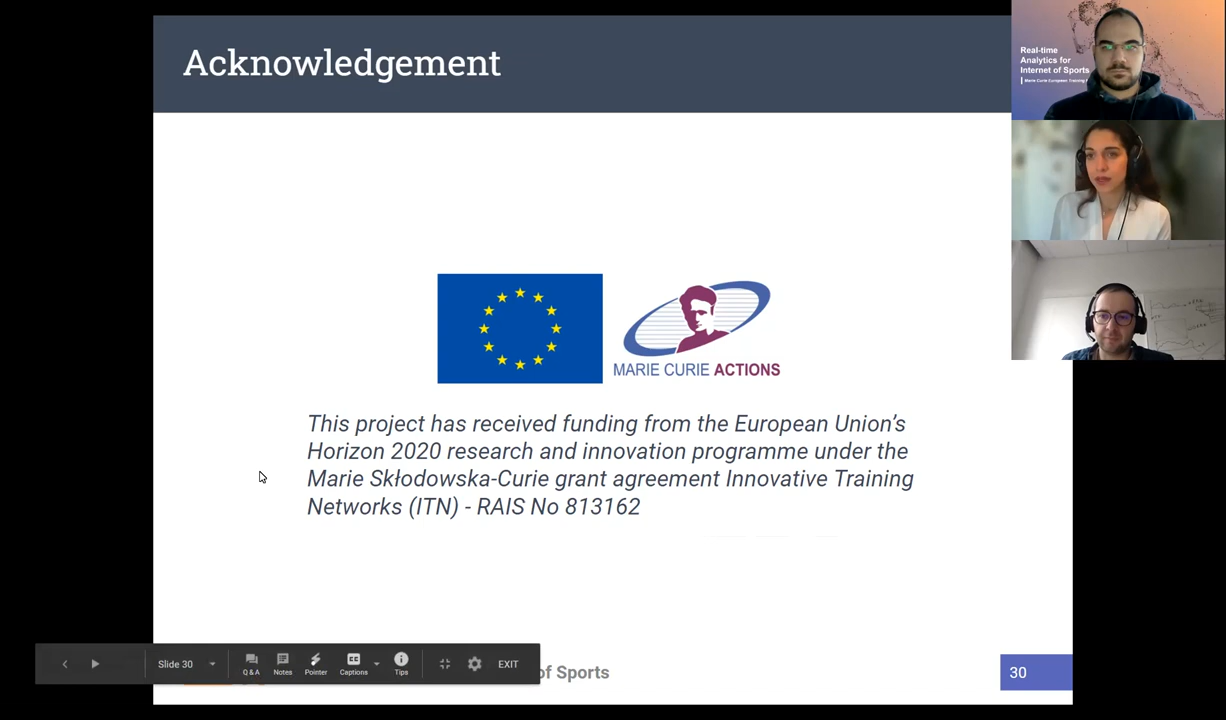 Acknowledgement
Real-time
Analytics for
Internet of Sports
MARIE CURIE ACTIONS
This project has received funding from the European Union's
Horizon 2020 research and innovation programme under the
Marie Skłodowska-Curie grant agreement Innovative Training
Networks (ITN) - RAIS No 813162
Slide 30
Q & A
Notes
Pointer
CC
Captions
Tips
EXIT
of Sports
30